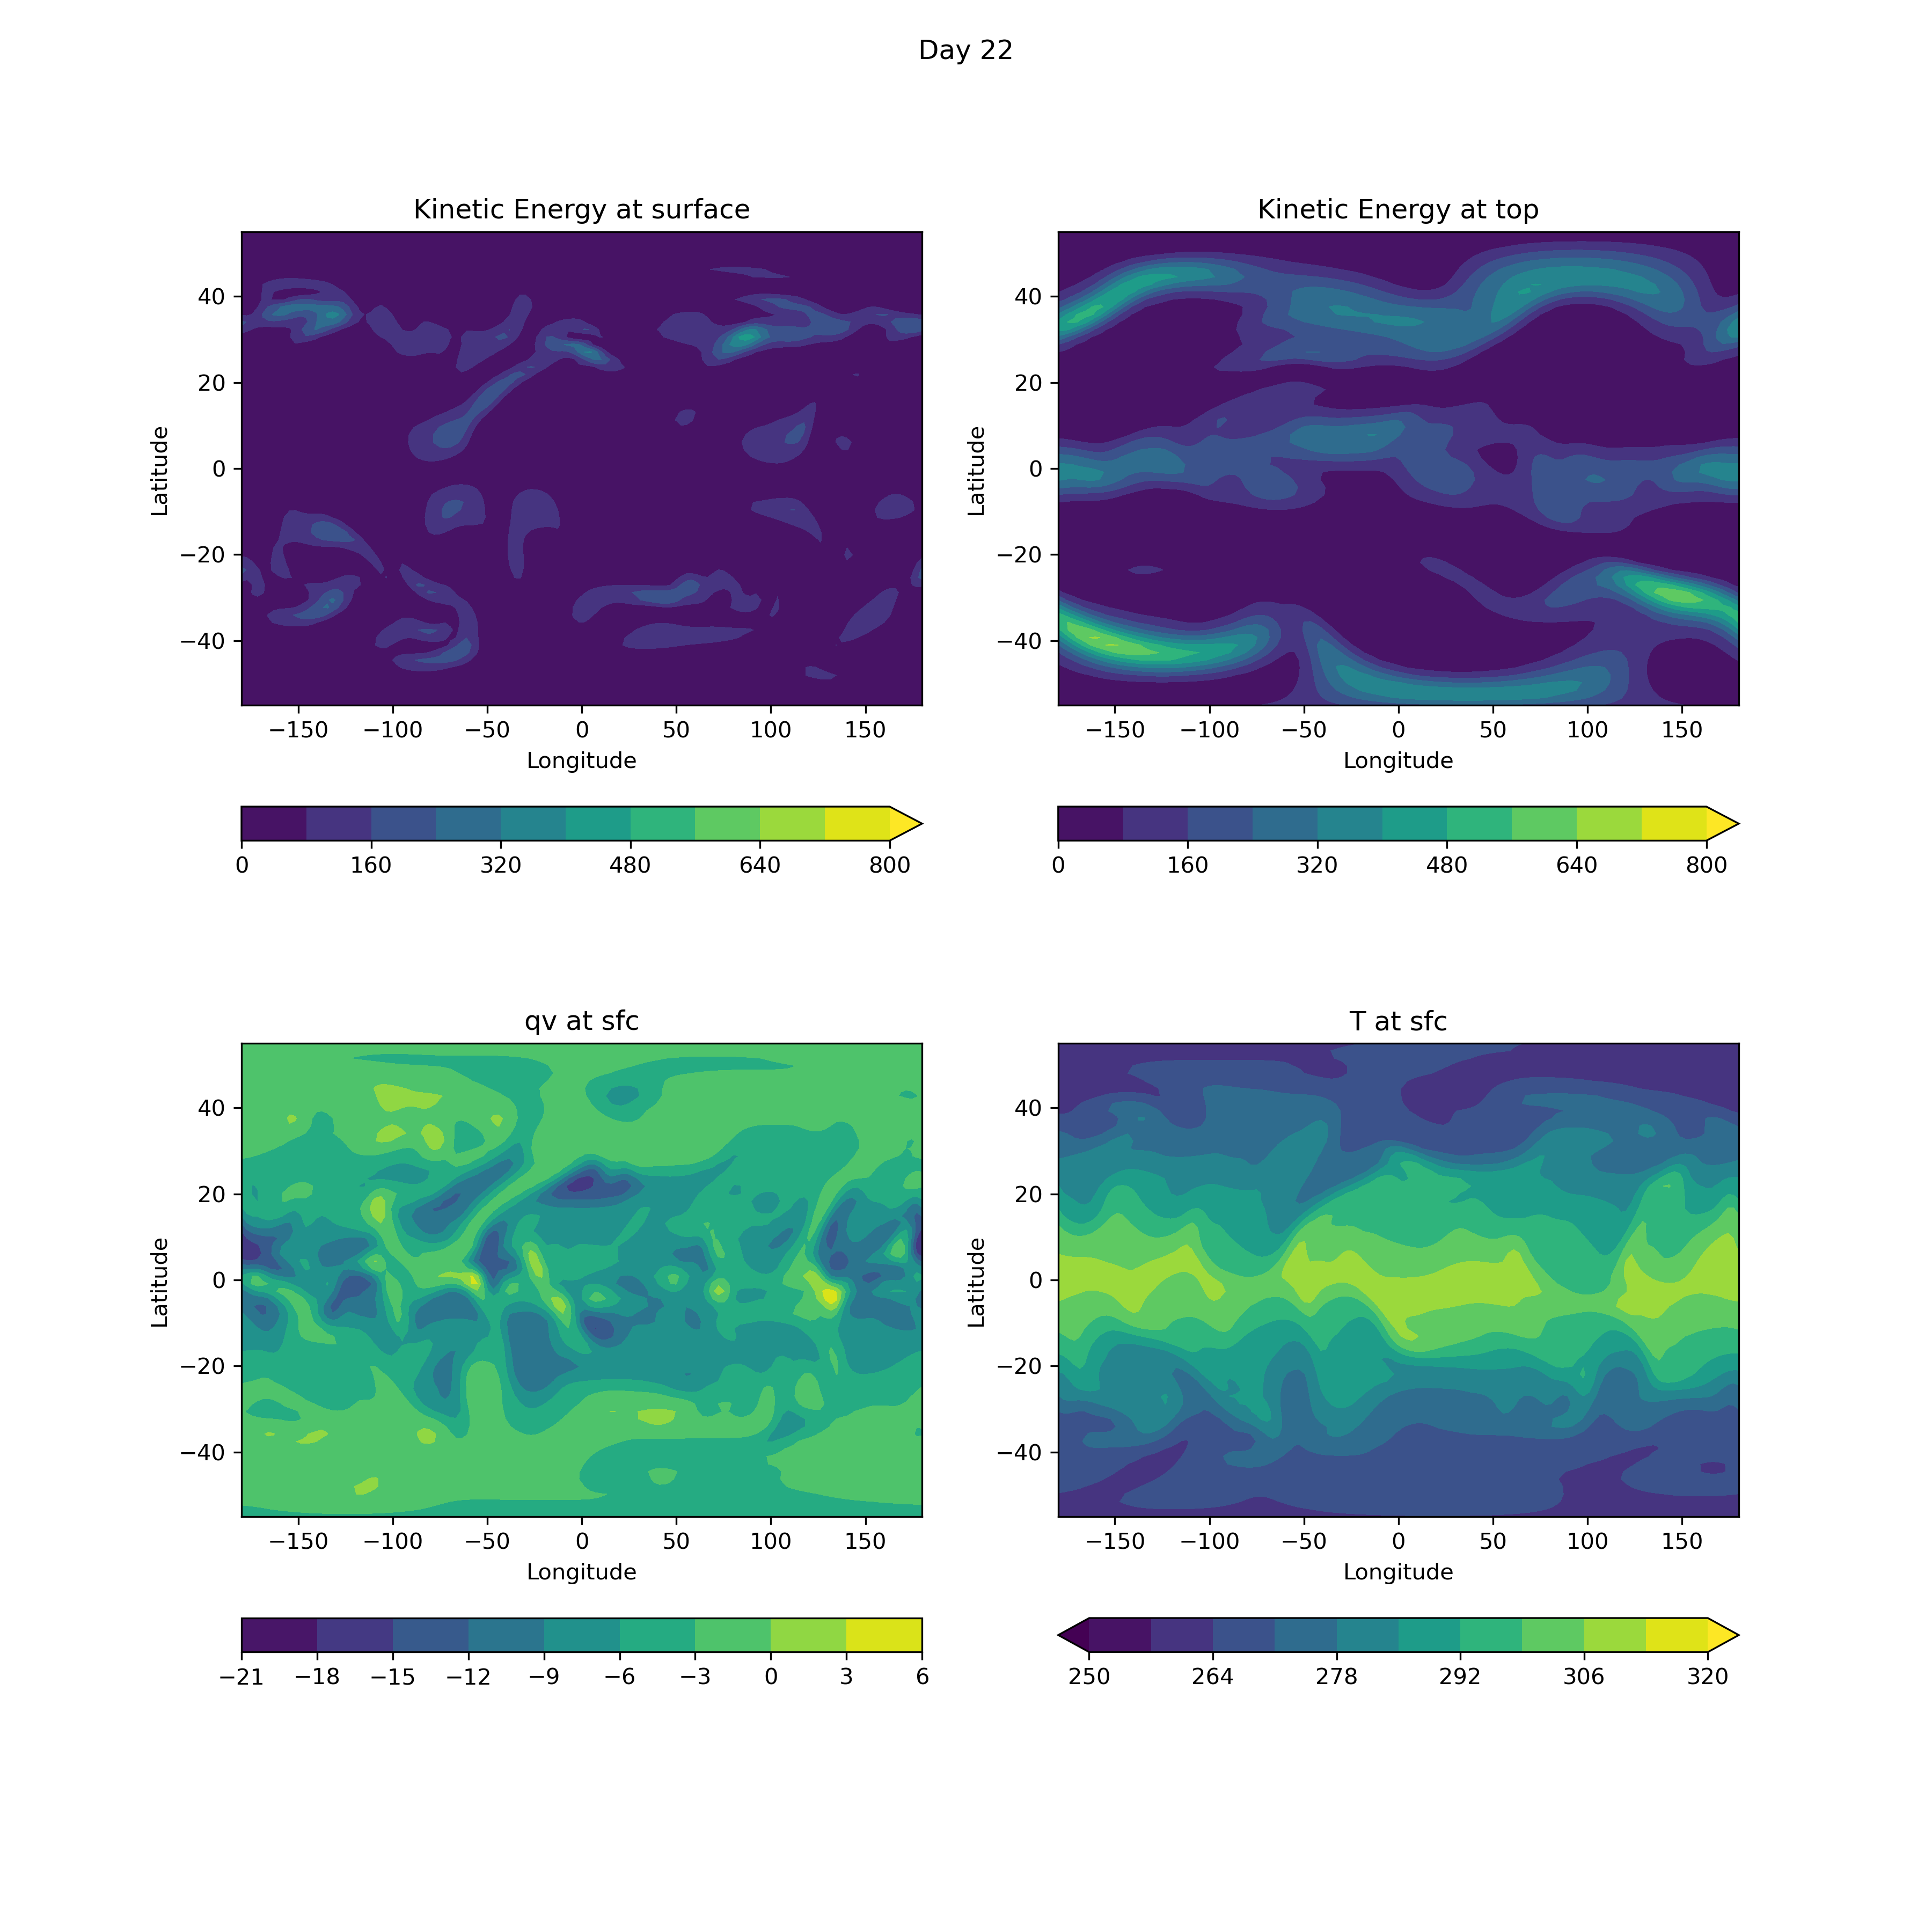 Day 22
Kinetic Energy at surface
Latitude
40
20
0
−20
−40
−150 −100 −50 0 50 100 150
Longitude
0 160 320 480 640 800
Kinetic Energy at top
Latitude
40
20
0
−20
−40
−150 −100 −50 0 50 100 150
Longitude
0 160 320 480 640 800
qv at sfc
Latitude
40
20
0
−20
−40
−150 −100 −50 0 50 100 150
Longitude
−21 −18 −15 −12 −9 −6 −3 0 3 6
T at sfc
Latitude
40
20
0
−20
−40
−150 −100 −50 0 50 100 150
Longitude
250 264 278 292 306 320